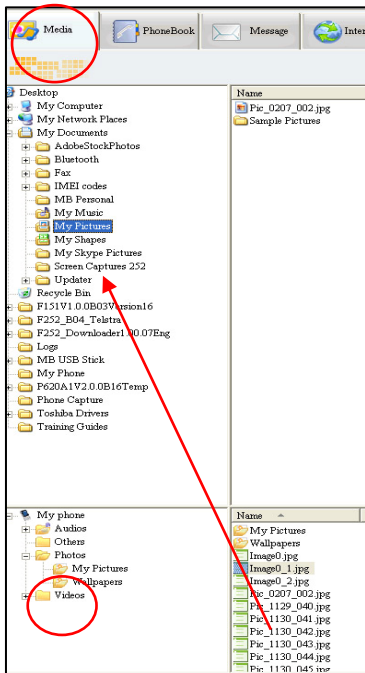 Media
PhoneBook
Message
Inter
Desktop
My Computer
My Network Places
My Documents
AdobeStockPhotos
Bluetooth
Fax
IMEI codes
MB Personal
My Music
My Pictures
My Shapes
My Skype Pictures
Screen Captures 252
Updater
Recycle Bin
F151V1.0.0B03Version16
F252_B04_Telstra
F252_Downloader1.00.07Eng
Logs
MB USB Stick
My Phone
P620A1V2.0.0B16Temp
Phone Capture
Toshiba Drivers
Training Guides
Name
Pic_0207_002.jpg
Sample Pictures
My phone
Audios
Others
Photos
My Pictures
Wallpapers
Videos
Name
My Pictures
Wallpapers
Image0.jpg
Image0_1.jpg
Image0_2.jpg
Pic_0207_002.jpg
Pic_1129_040.jpg
Pic_1130_041.jpg
Pic_1130_042.jpg
Pic_1130_043.jpg
Pic_1130_044.jpg
Pic_1130_045.jpg